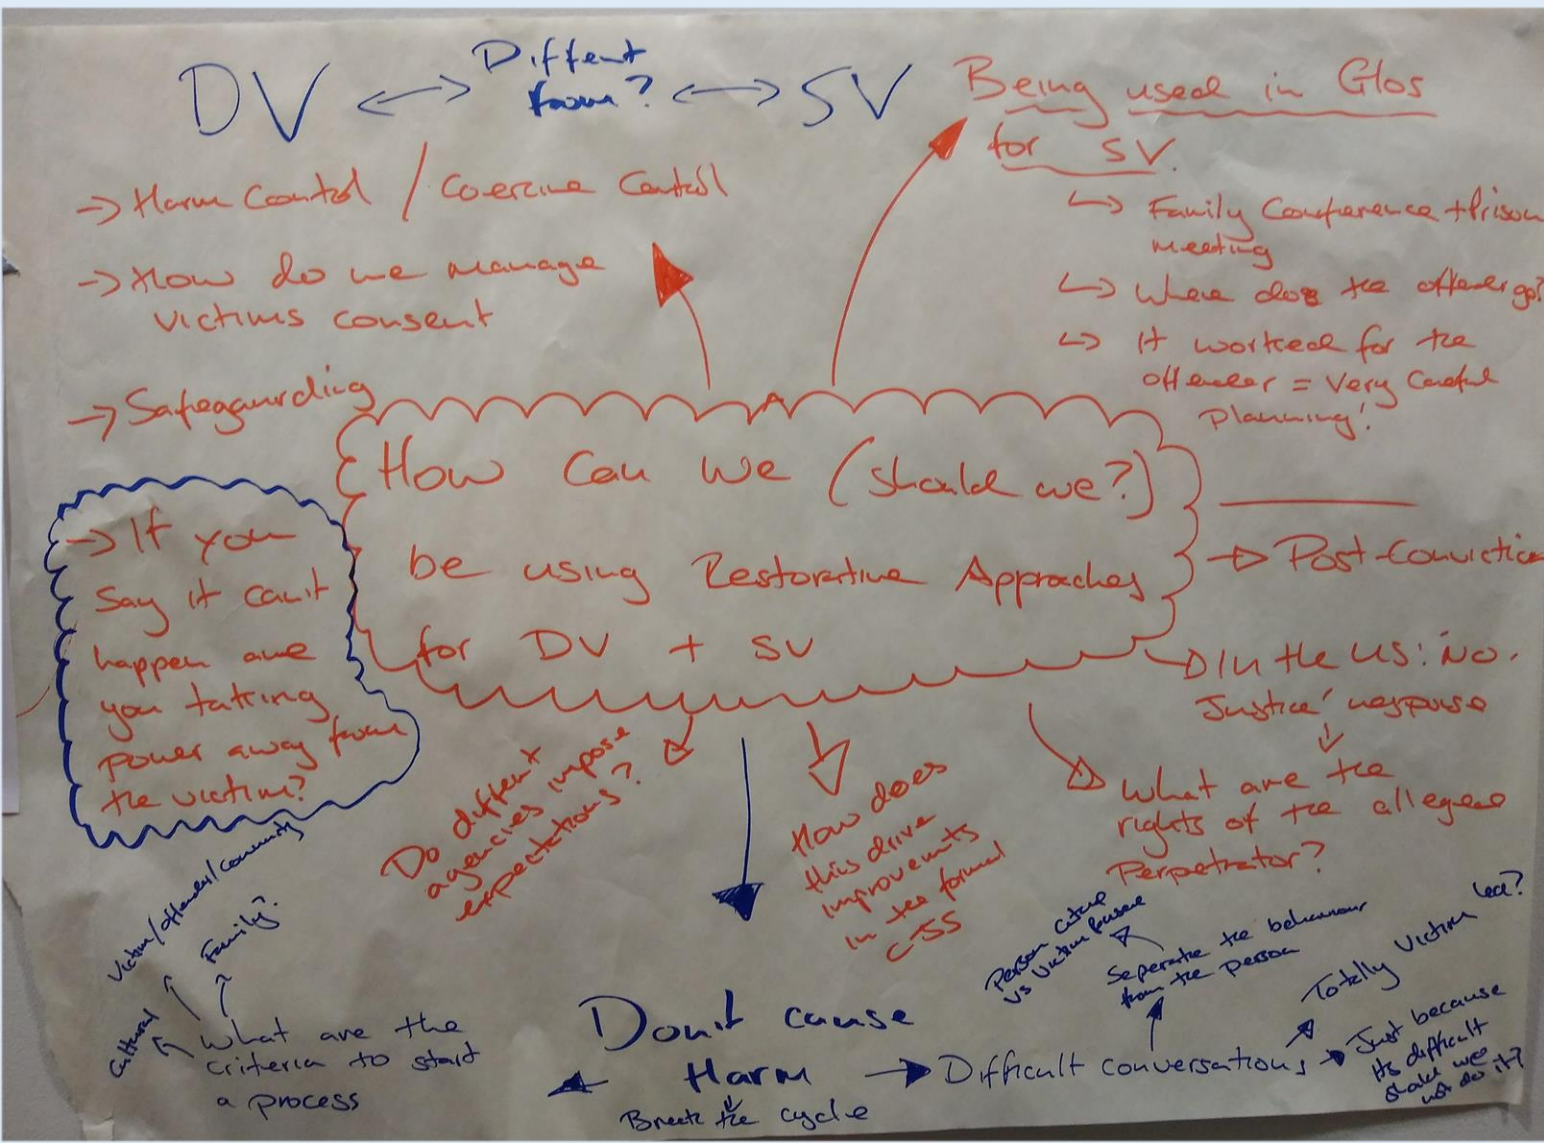 DV ↔ Diffent ↔ SV
from?
→ Harm Control / Coercive Control
→ How do we manage
victims consent
→ Safeagurding
Being used in Glos
for SV.
↳ Family Conference + Prison
meeting
↳ Where does the offender go?
↳ It worked for the
offender = Very Careful
planning!
How Can we (should we?)
be using Restorative Approaches
for DV + SV
→ If you
Say it can't
happen are
you taking
power away from
the victim?
→ Post-Conviction
→ In the US: No.
Justice' response
↓
What are the
rights of the alleged
Perpetrator?
Do different
agencies impose
expectations?
How does
this drive
improvements
in the formal
CJS
Don't cause
Harm
Break the cycle
What are the
criteria to start
a process
Cultural
Victim/offender/community
Family?
→ Difficult conversations
Seperate the behaviour
from the person
Person
vs Victim
Totally Victim led?
Just because
its difficult
should we
not do it?